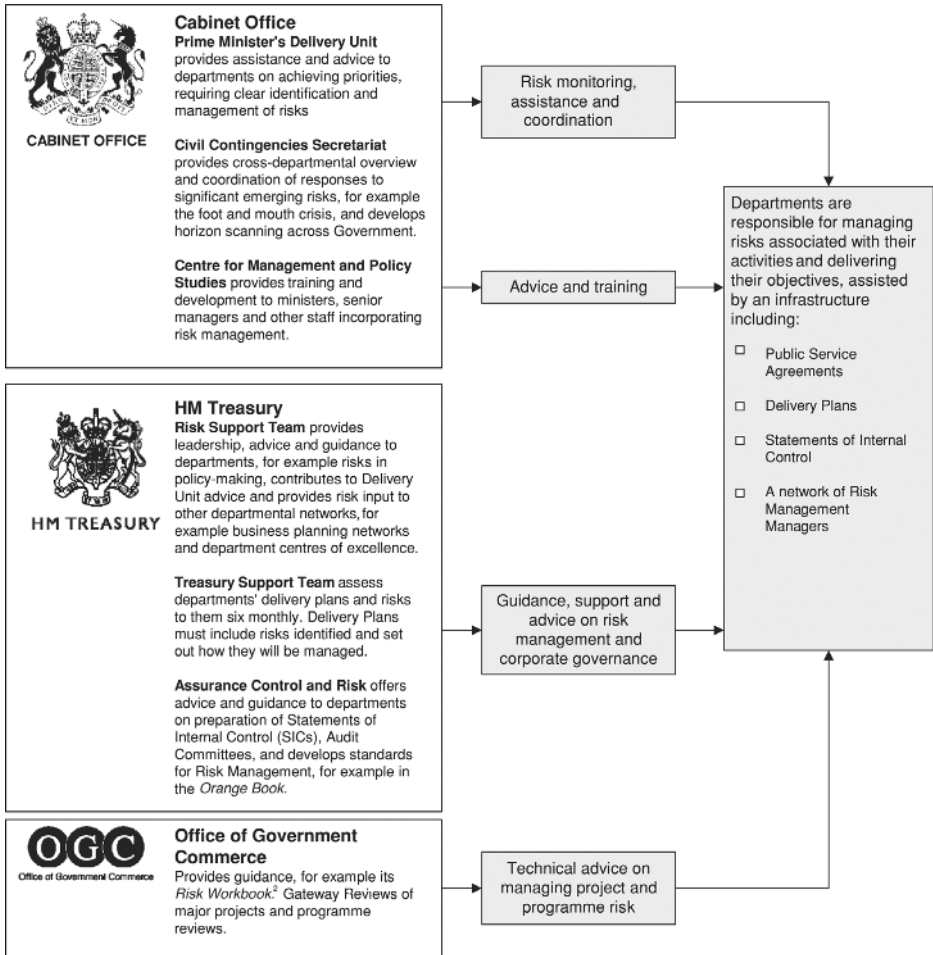 CABINET OFFICE
Cabinet Office
Prime Minister's Delivery Unit
provides assistance and advice to
departments on achieving priorities,
requiring clear identification and
management of risks
Civil Contingencies Secretariat
provides cross-departmental overview
and coordination of responses to
significant emerging risks, for example
the foot and mouth crisis, and develops
horizon scanning across Government.
Centre for Management and Policy
Studies provides training and
development to ministers, senior
managers and other staff incorporating
risk management.
Risk monitoring,
assistance and
coordination
Advice and training
HM TREASURY
HM Treasury
Risk Support Team provides
leadership, advice and guidance to
departments, for example risks in
policy-making, contributes to Delivery
Unit advice and provides risk input to
other departmental networks, for
example business planning networks
and department centres of excellence.
Treasury Support Team assess
departments' delivery plans and risks
to them six monthly. Delivery Plans
must include risks identified and set
out how they will be managed.
Assurance Control and Risk offers
advice and guidance to departments
on preparation of Statements of
Internal Control (SICs), Audit
Committees, and develops standards
for Risk Management, for example in
the Orange Book.
Guidance, support and
advice on risk
management and
corporate governance
OGC
Office of Government Commerce
Office of Government
Commerce
Provides guidance, for example its
Risk Workbook.² Gateway Reviews of
major projects and programme
reviews.
Technical advice on
managing project and
programme risk
Departments are
responsible for managing
risks associated with their
activities and delivering
their objectives, assisted
by an infrastructure
including:
Public Service
Agreements
Delivery Plans
Statements of Internal
Control
A network of Risk
Management
Managers